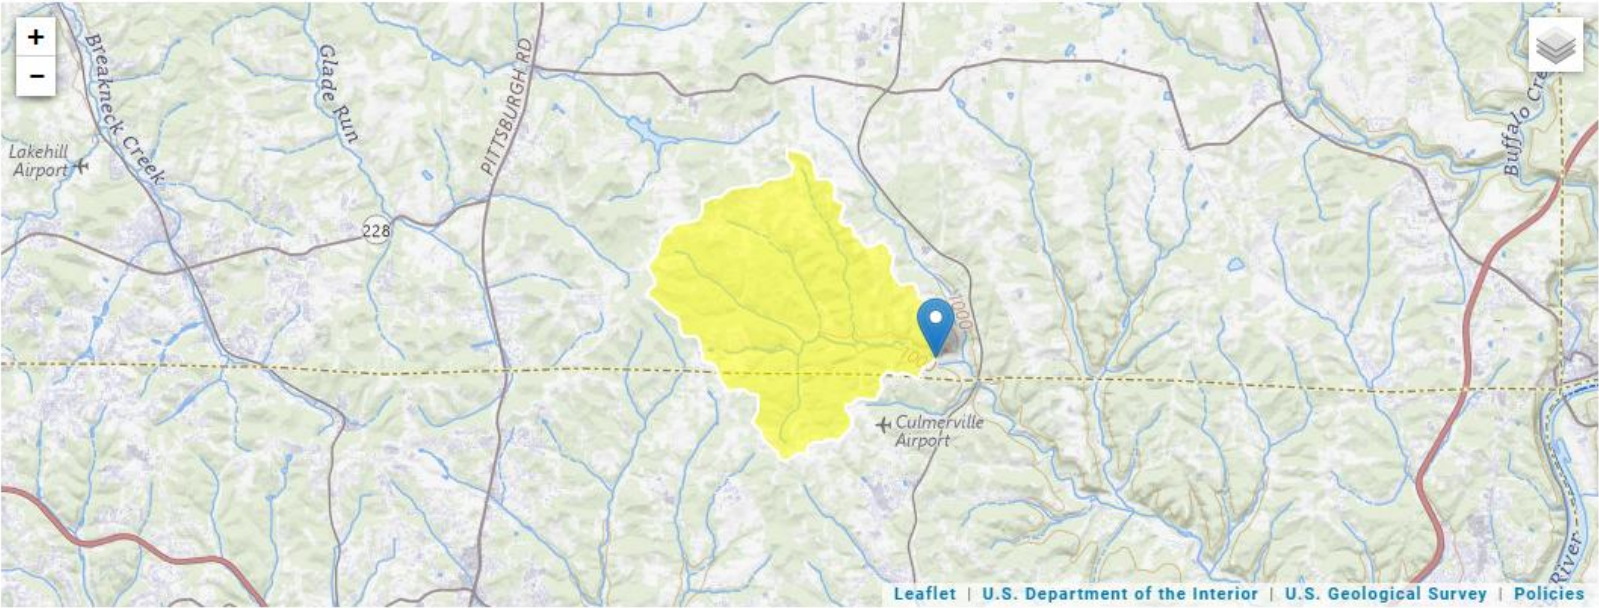 +
−
Breakneck Creek
Glade Run
PITTSBURGH RD
Lakehill
Airport
228
Buffalo Cre
1000
Culmerville
Airport
River
Leaflet | U.S. Department of the Interior | U.S. Geological Survey | Policies